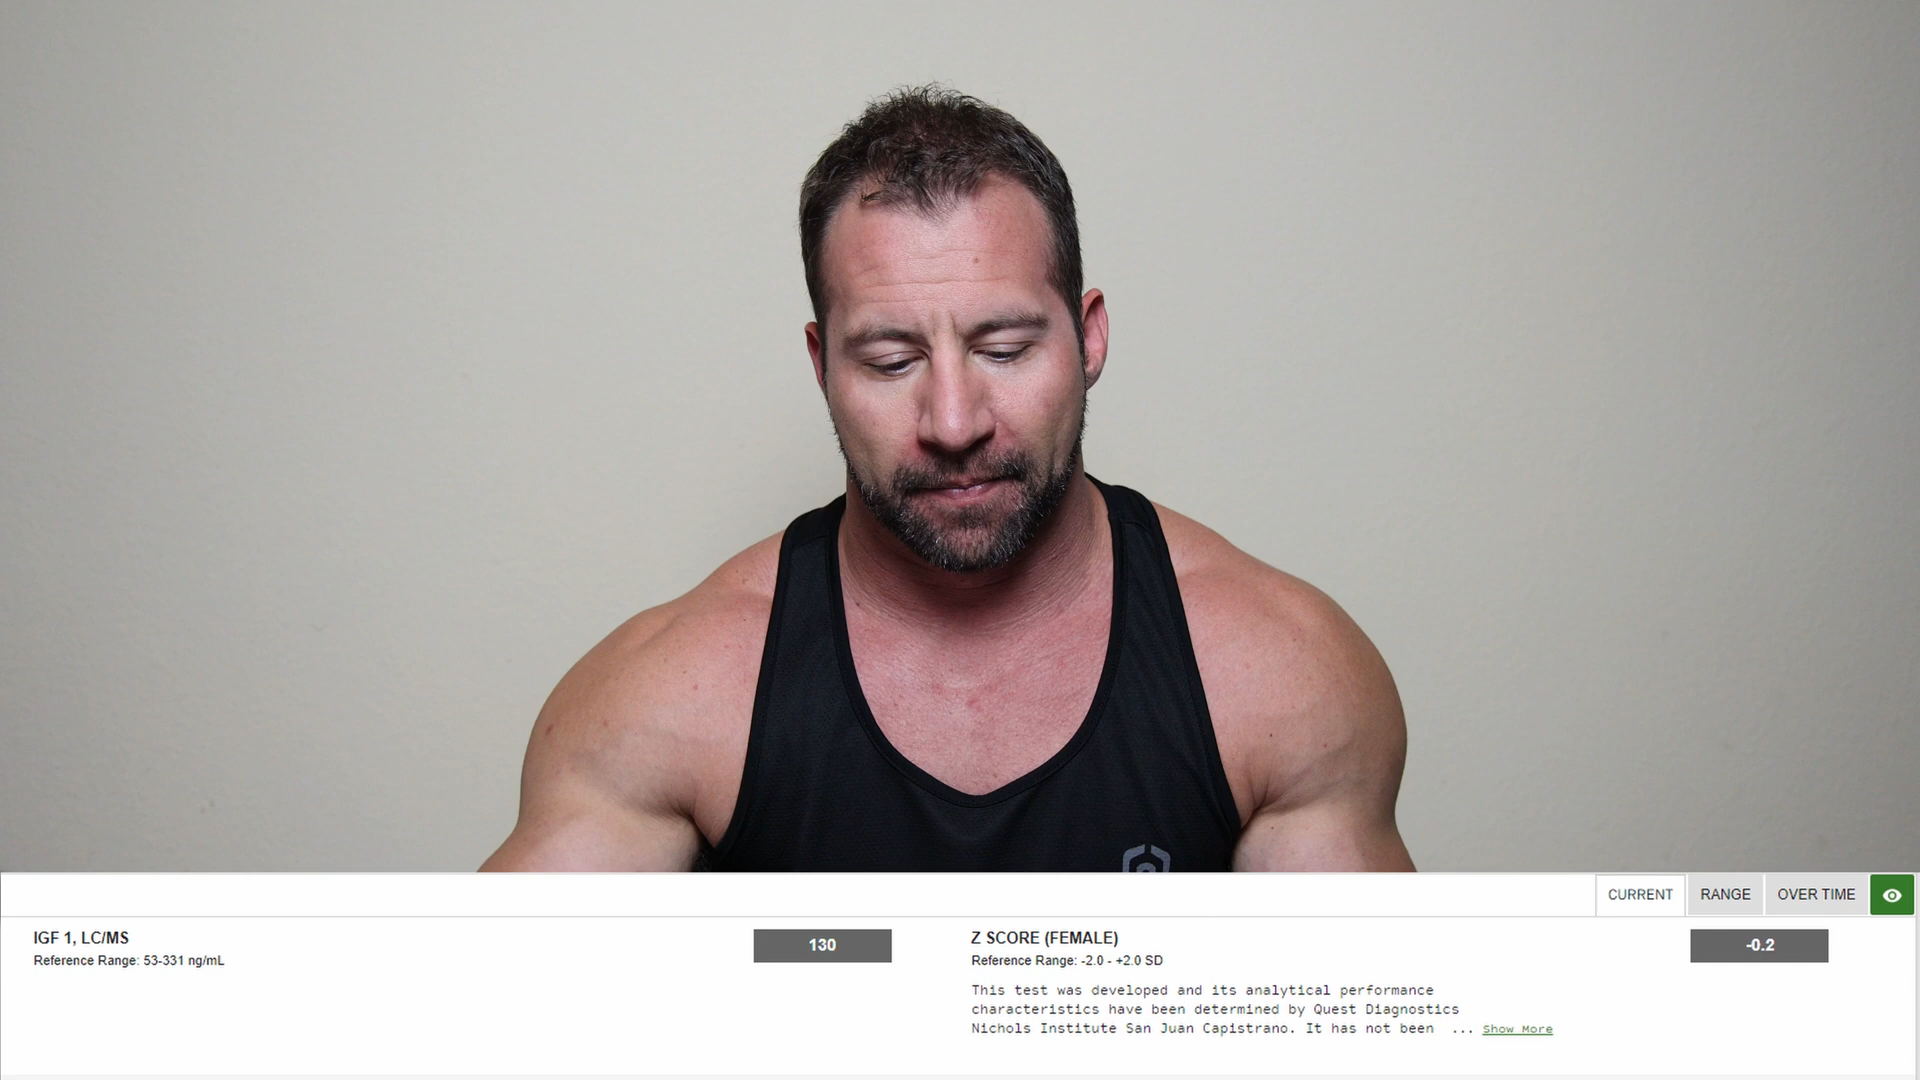 CURRENT RANGE OVER TIME
IGF 1, LC/MS
Reference Range: 53-331 ng/mL
130
Z SCORE (FEMALE)
Reference Range: -2.0 - +2.0 SD
-0.2
This test was developed and its analytical performance
characteristics have been determined by Quest Diagnostics
Nichols Institute San Juan Capistrano. It has not been ... Show More